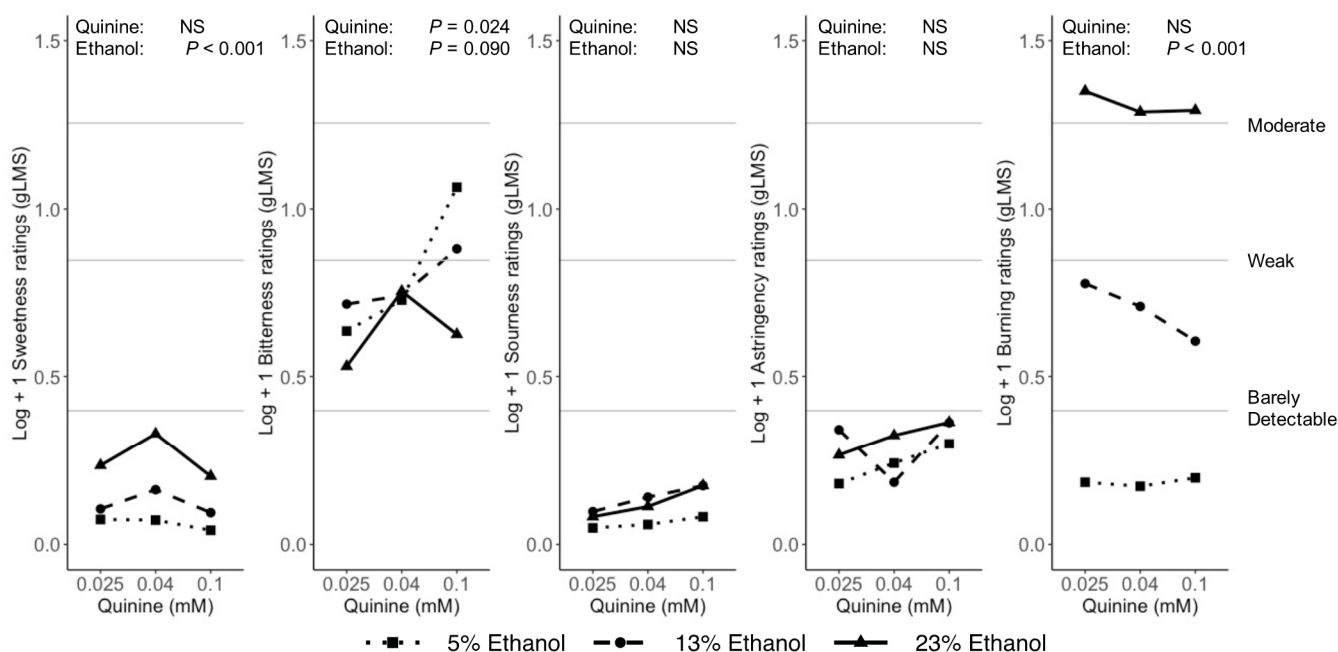 Quinine: NS
Ethanol: P < 0.001
1.5
1.0
0.5
0.0
Log + 1 Sweetness ratings (gLMS)
0.025 0.04 0.1
Quinine (mM)
Quinine: P = 0.024
Ethanol: P = 0.090
1.5
1.0
0.5
0.0
Log + 1 Bitterness ratings (gLMS)
0.025 0.04 0.1
Quinine (mM)
Quinine: NS
Ethanol: NS
1.5
1.0
0.5
0.0
Log + 1 Sourness ratings (gLMS)
0.025 0.04 0.1
Quinine (mM)
Quinine: NS
Ethanol: NS
1.5
1.0
0.5
0.0
Log + 1 Astringency ratings (gLMS)
0.025 0.04 0.1
Quinine (mM)
Quinine: NS
Ethanol: P < 0.001
1.5
1.0
0.5
0.0
Log + 1 Burning ratings (gLMS)
0.025 0.04 0.1
Quinine (mM)
Moderate
Weak
Barely
Detectable
5% Ethanol 13% Ethanol 23% Ethanol